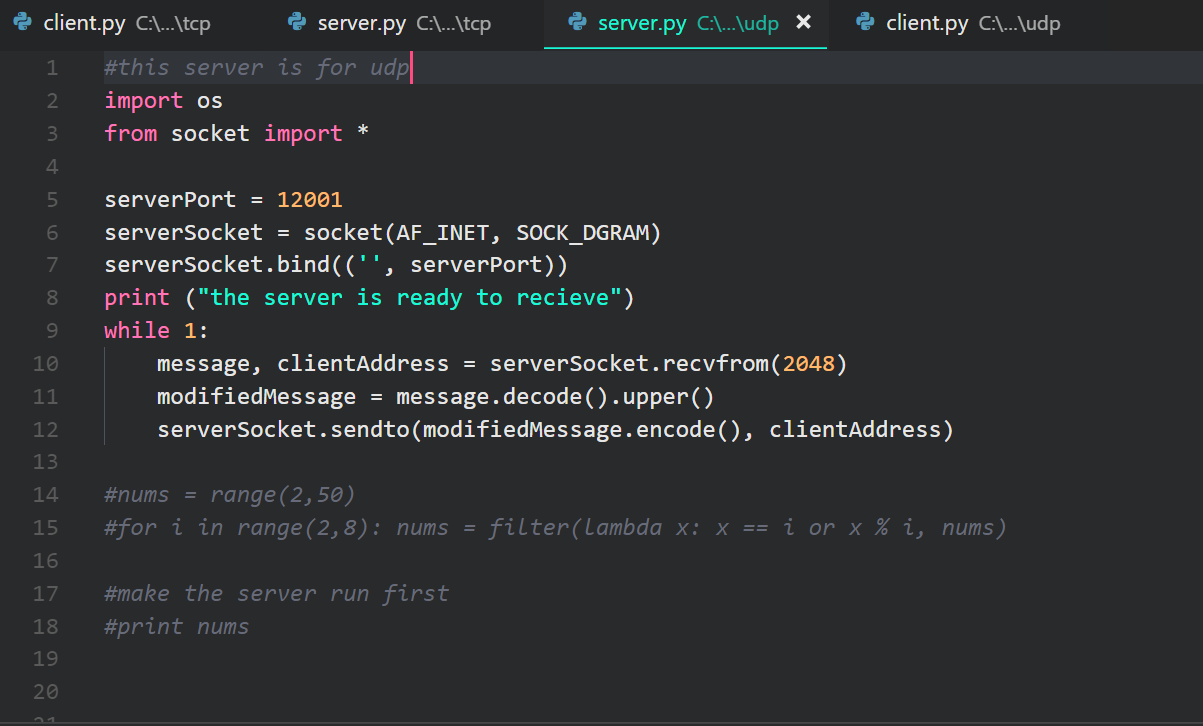 client.py C:\...\tcp server.py C:\...\tcp server.py C:\...\udp × client.py C:\...\udp
1 #this server is for udp
2 import os
3 from socket import *
4
5 serverPort = 12001
6 serverSocket = socket(AF_INET, SOCK_DGRAM)
7 serverSocket.bind(('', serverPort))
8 print ("the server is ready to recieve")
9 while 1:
10     message, clientAddress = serverSocket.recvfrom(2048)
11     modifiedMessage = message.decode().upper()
12     serverSocket.sendto(modifiedMessage.encode(), clientAddress)
13
14 #nums = range(2,50)
15 #for i in range(2,8): nums = filter(lambda x: x == i or x % i, nums)
16
17 #make the server run first
18 #print nums
19
20
21